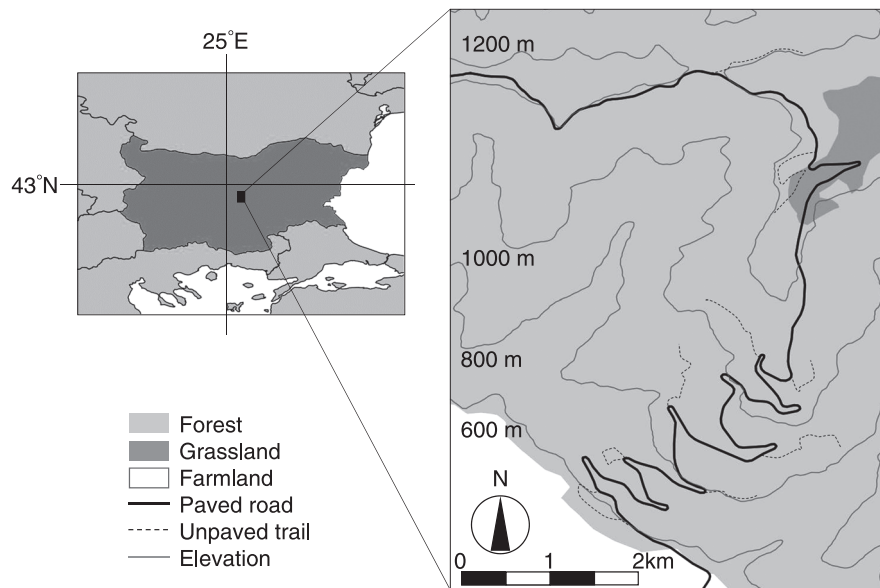 25°E
43°N
1200 m
1000 m
800 m
600 m
Forest
Grassland
Farmland
Paved road
Unpaved trail
Elevation
N
0 1 2km